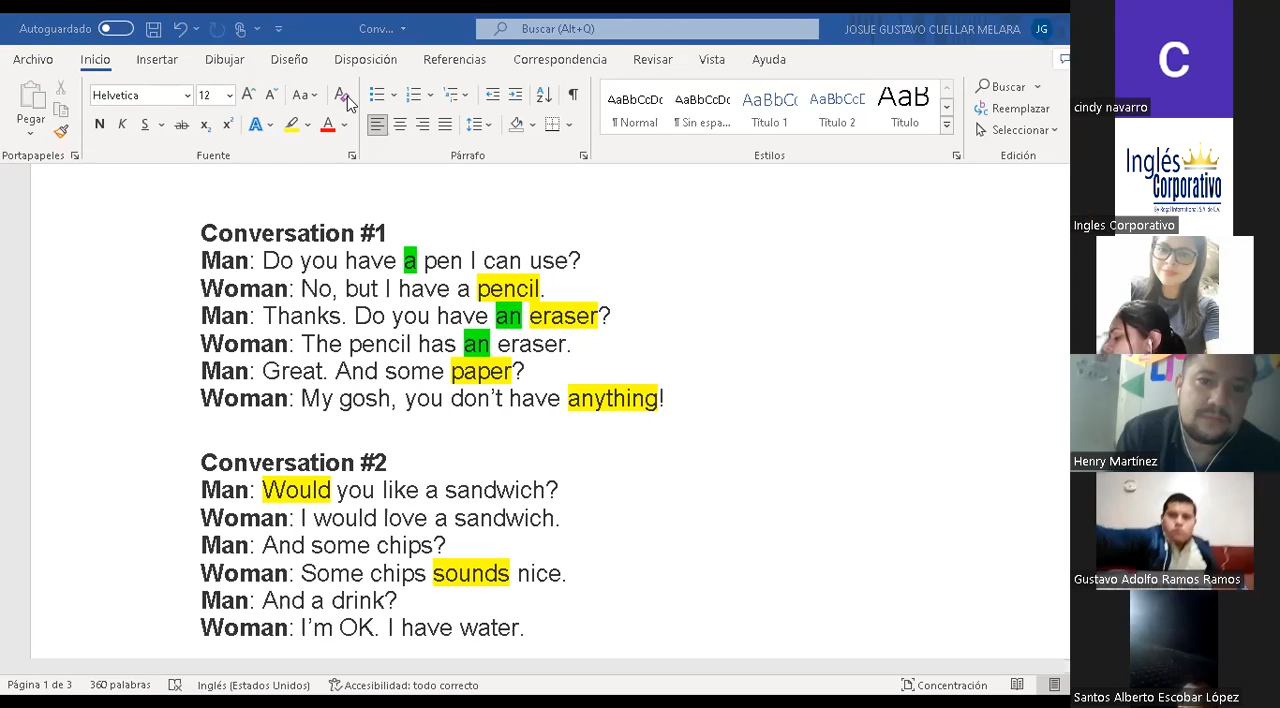 Autoguardado
Conv...
Buscar (Alt+Q)
JOSUE GUSTAVO CUELLAR MELARA
JG
Archivo
Inicio
Insertar
Dibujar
Diseño
Disposición
Referencias
Correspondencia
Revisar
Vista
Ayuda
Pegar
Helvetica
12
Aa
N K S ab x₂ x²
AaBbCcDc
AaBbCcDc
AaBbC
AaBbCcD
AaB
¶ Normal
¶ Sin espa...
Título 1
Título 2
Título
Buscar
Reemplazar
Seleccionar
Portapapeles
Fuente
Párrafo
Estilos
Edición
Conversation #1
Man: Do you have a pen I can use?
Woman: No, but I have a pencil.
Man: Thanks. Do you have an eraser?
Woman: The pencil has an eraser.
Man: Great. And some paper?
Woman: My gosh, you don’t have anything!
Conversation #2
Man: Would you like a sandwich?
Woman: I would love a sandwich.
Man: And some chips?
Woman: Some chips sounds nice.
Man: And a drink?
Woman: I’m OK. I have water.
Página 1 de 3
360 palabras
Inglés (Estados Unidos)
Accesibilidad: todo correcto
Concentración
C
cindy navarro
Inglés
Corporativo
Ingles Corporativo
Henry Martínez
Gustavo Adolfo Ramos Ramos
Santos Alberto Escobar López